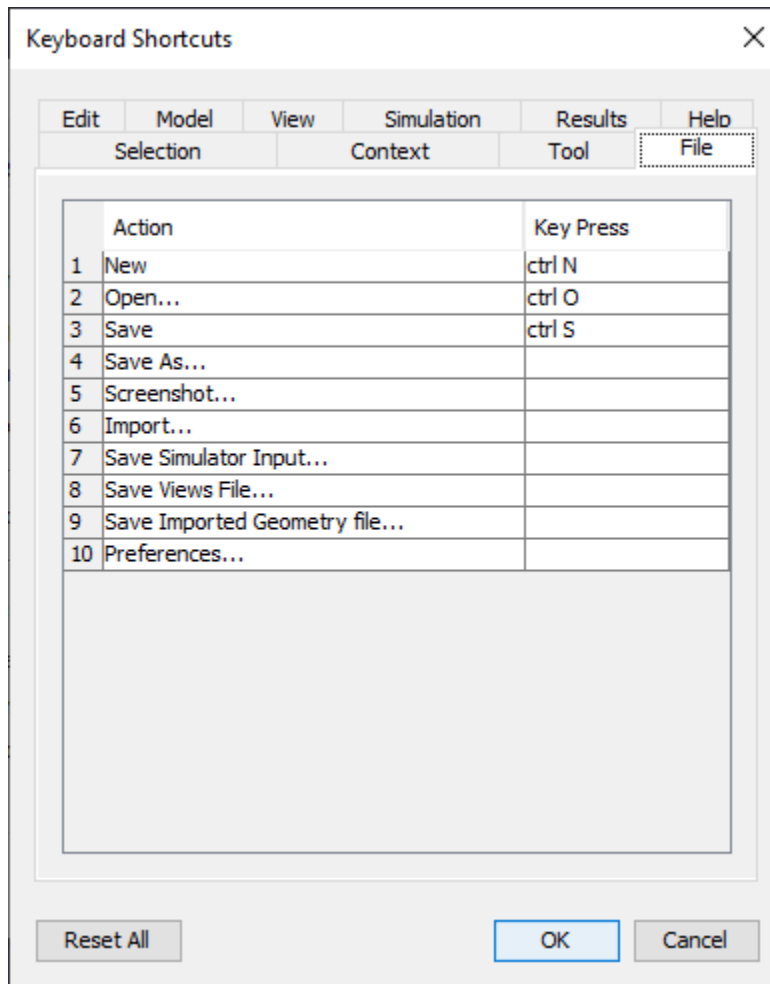 Keyboard Shortcuts
Edit Model View Simulation Results Help
Selection Context Tool File
Action Key Press
1 New ctrl N
2 Open... ctrl O
3 Save ctrl S
4 Save As...
5 Screenshot...
6 Import...
7 Save Simulator Input...
8 Save Views File...
9 Save Imported Geometry file...
10 Preferences...
Reset All OK Cancel